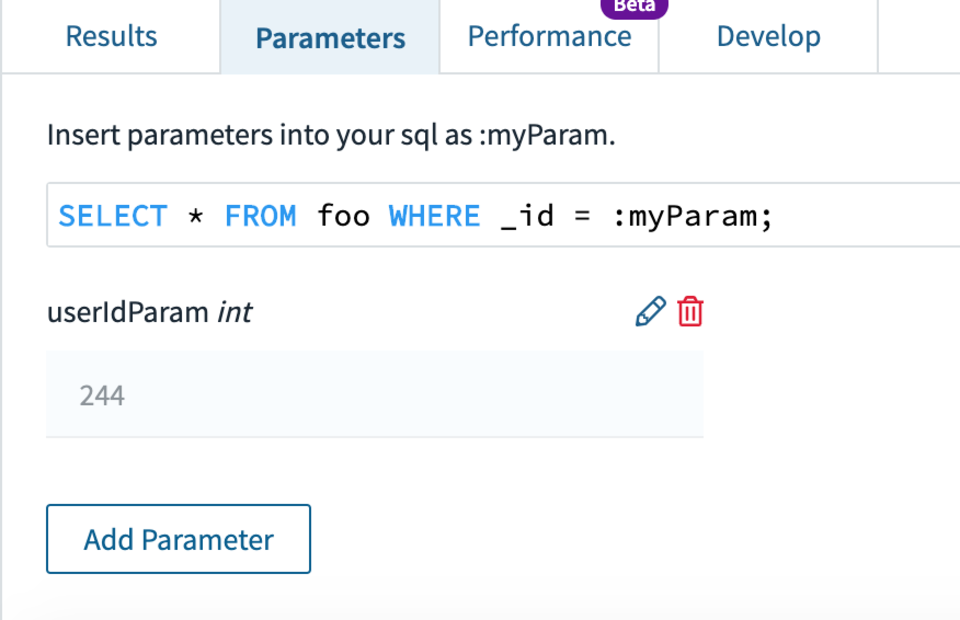 Beta
Results
Parameters
Performance
Develop
Insert parameters into your sql as :myParam.
SELECT * FROM foo WHERE _id = :myParam;
userIdParam int
244
Add Parameter